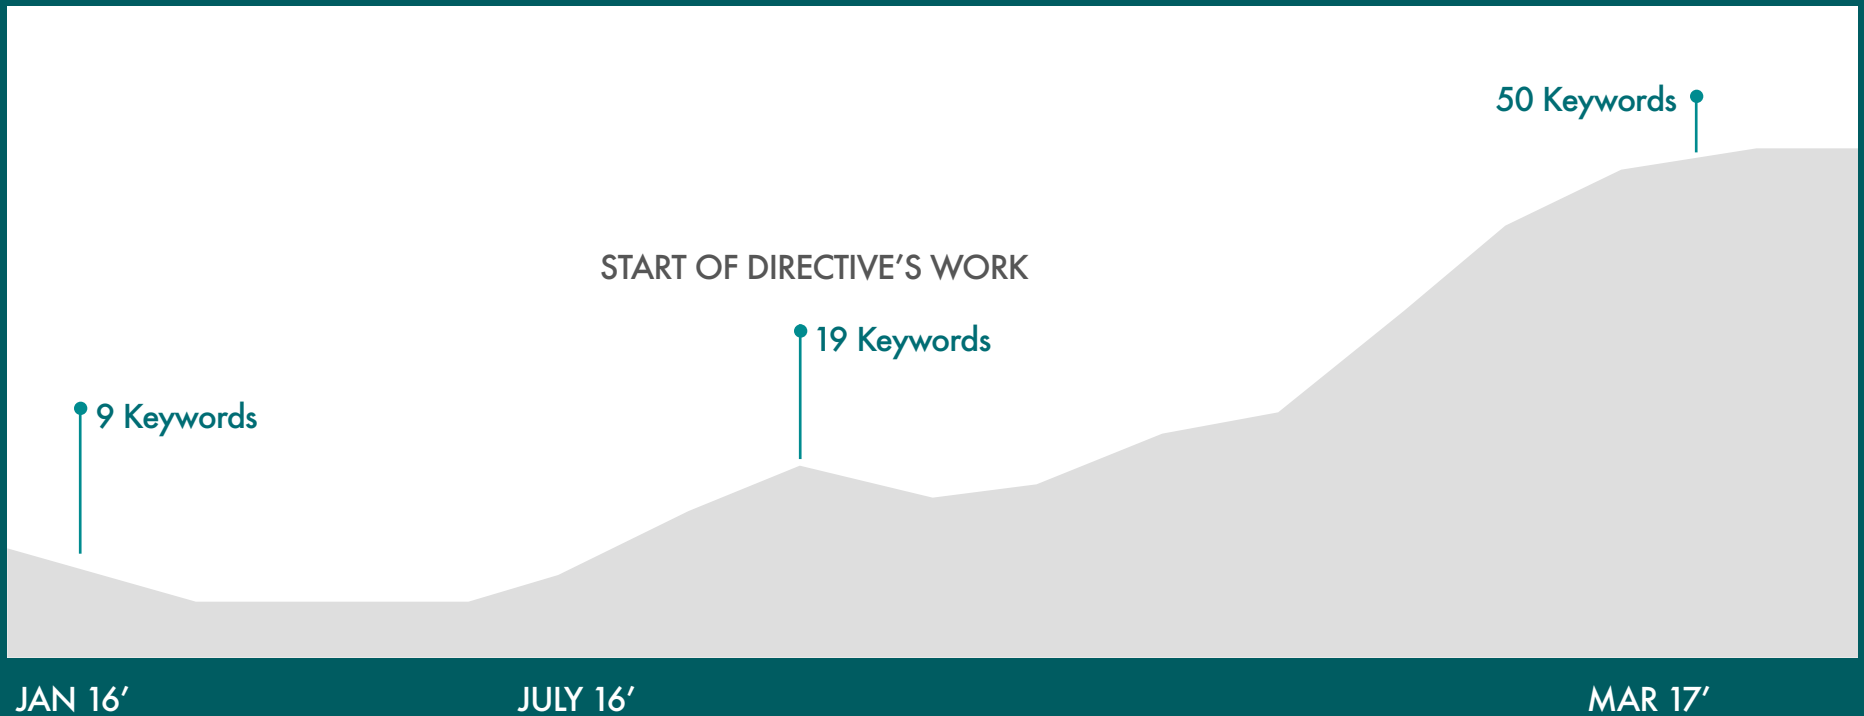 50 Keywords
START OF DIRECTIVE’S WORK
19 Keywords
9 Keywords
JAN 16’
JULY 16’
MAR 17’